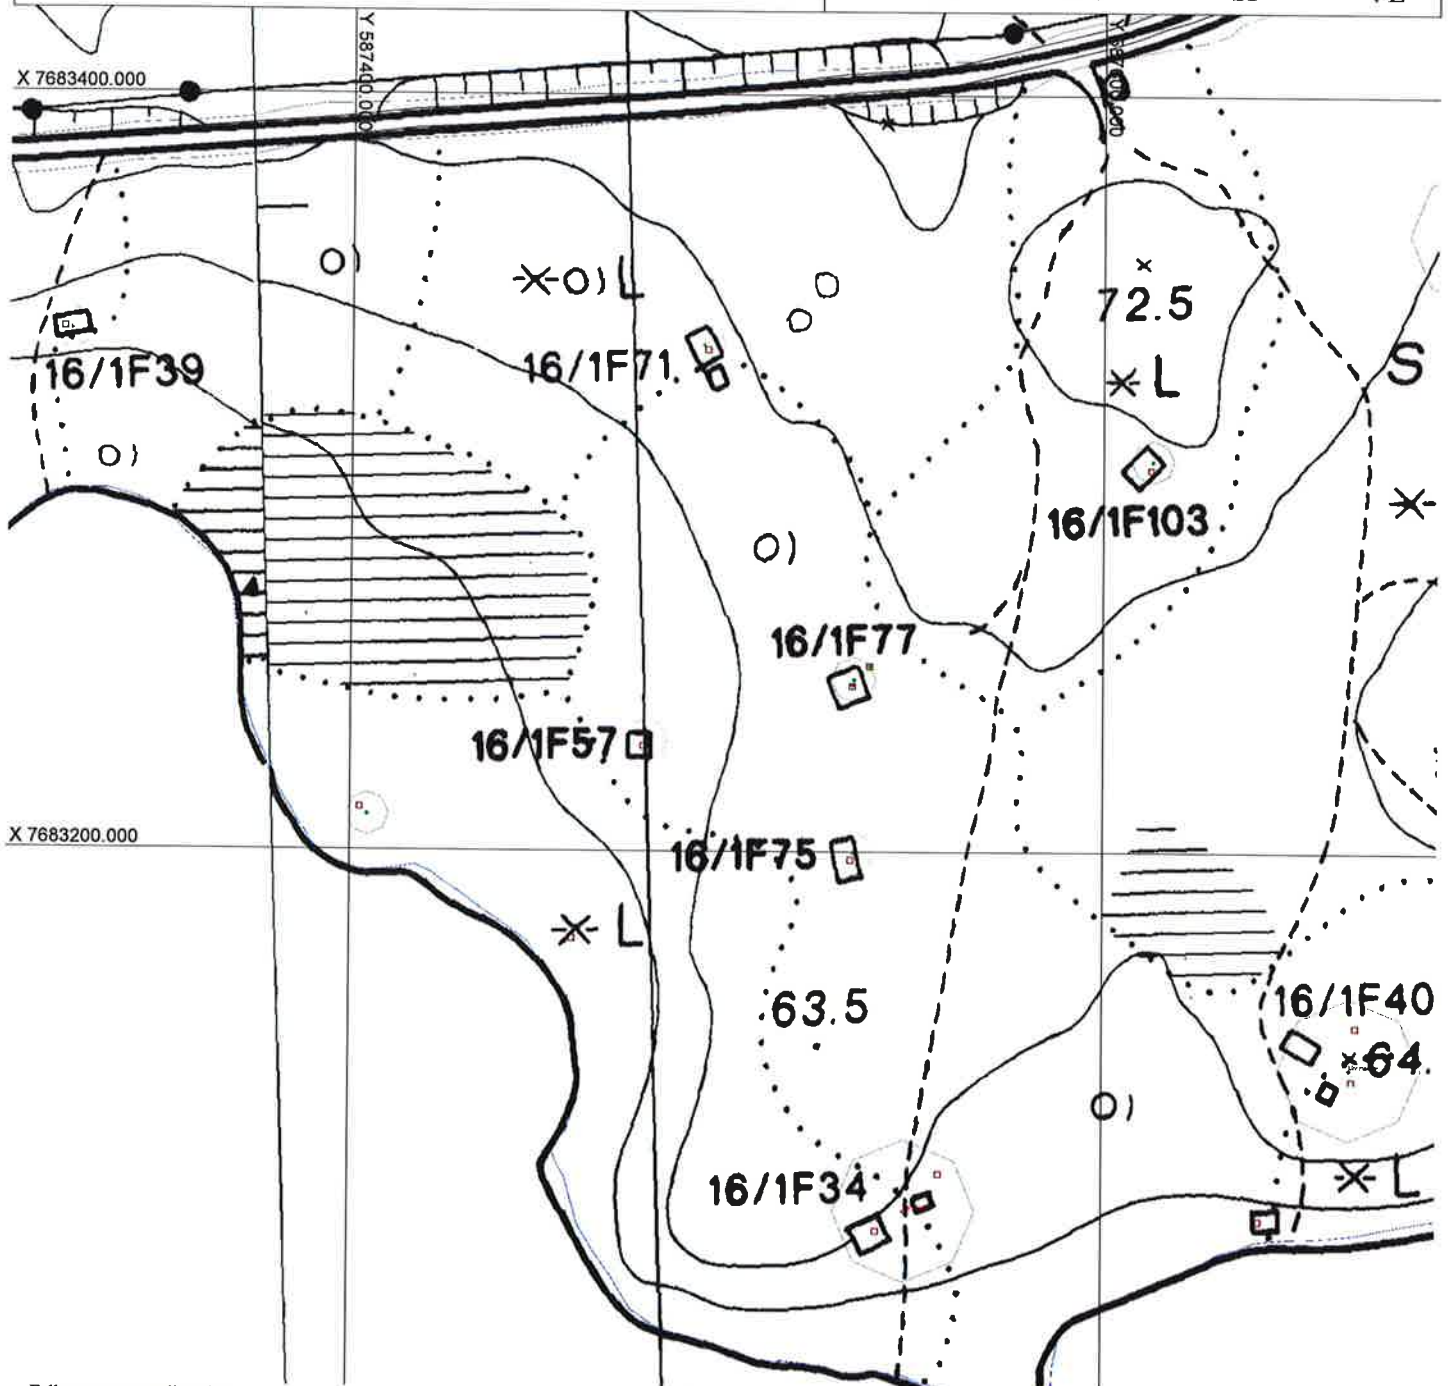 X 7683400.000
Y 587400.000
O)
O) L
72.5
L
S
16/1F39
16/1F71
O)
16/1F103
O)
16/1F77
16/1F57
X 7683200.000
16/1F75
L
63.5
16/1F40
64
O)
16/1F34
L